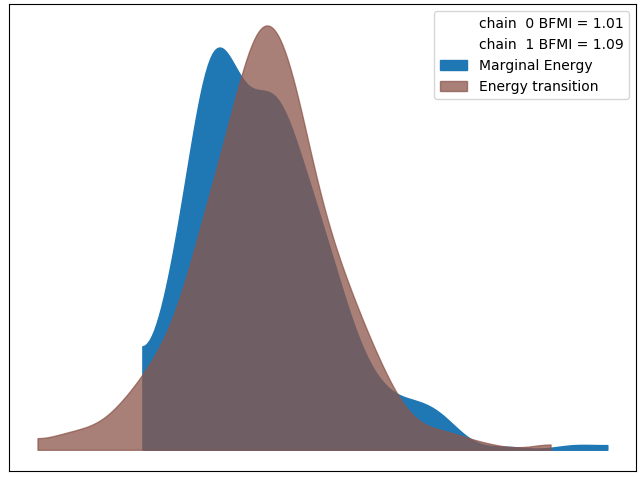 chain  0 BFMI = 1.01
chain  1 BFMI = 1.09
Marginal Energy
Energy transition